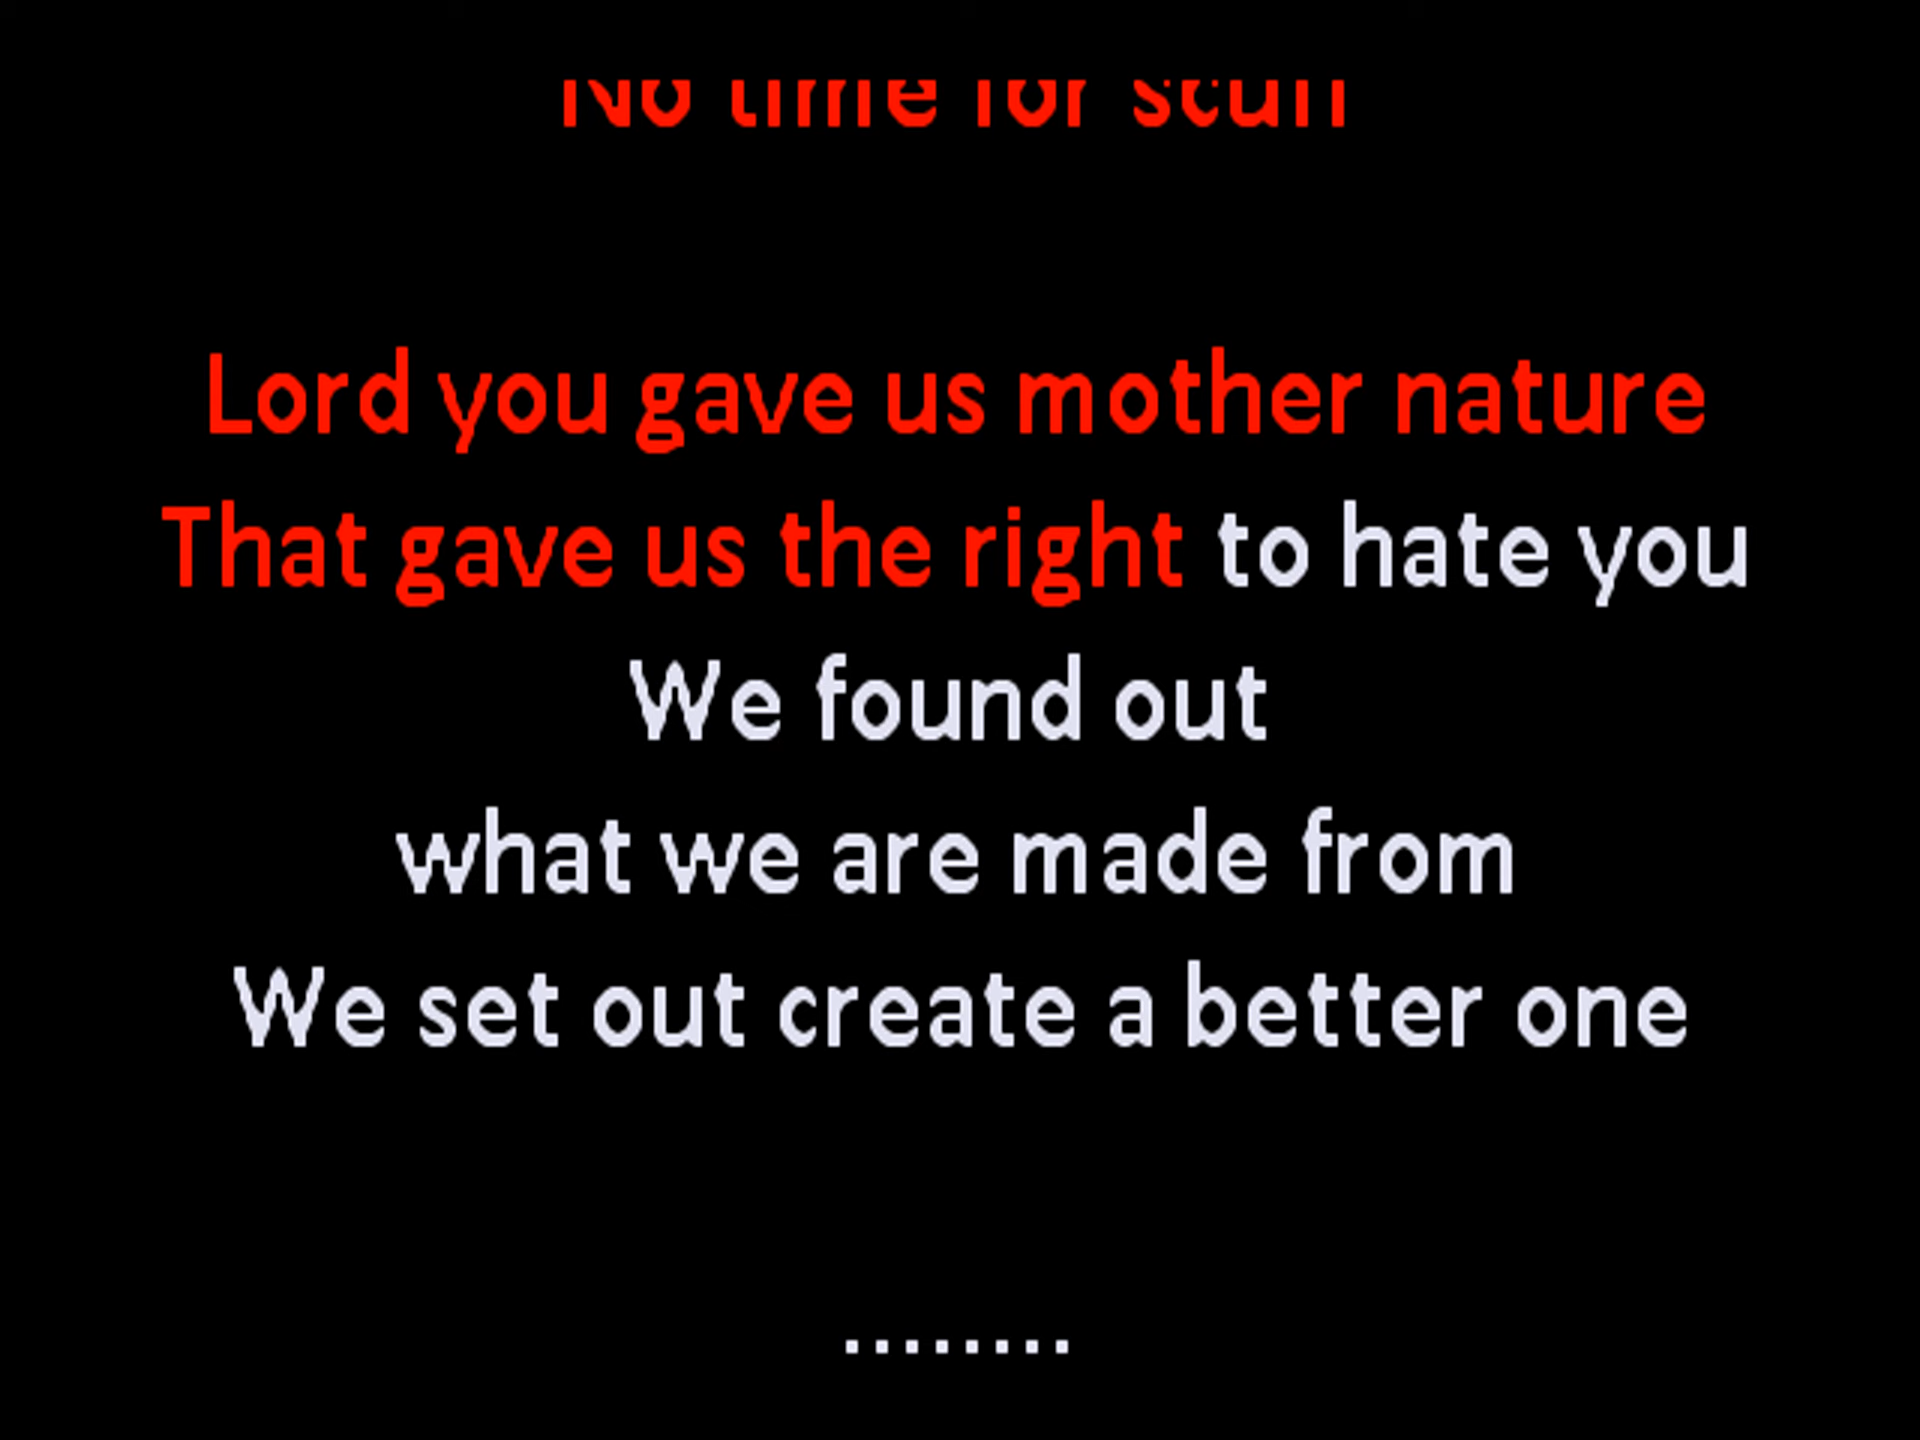 No time for
Lord you gave us mother nature
That gave us the right to hate you
We found out
what we are made from
We set out create a better one
........